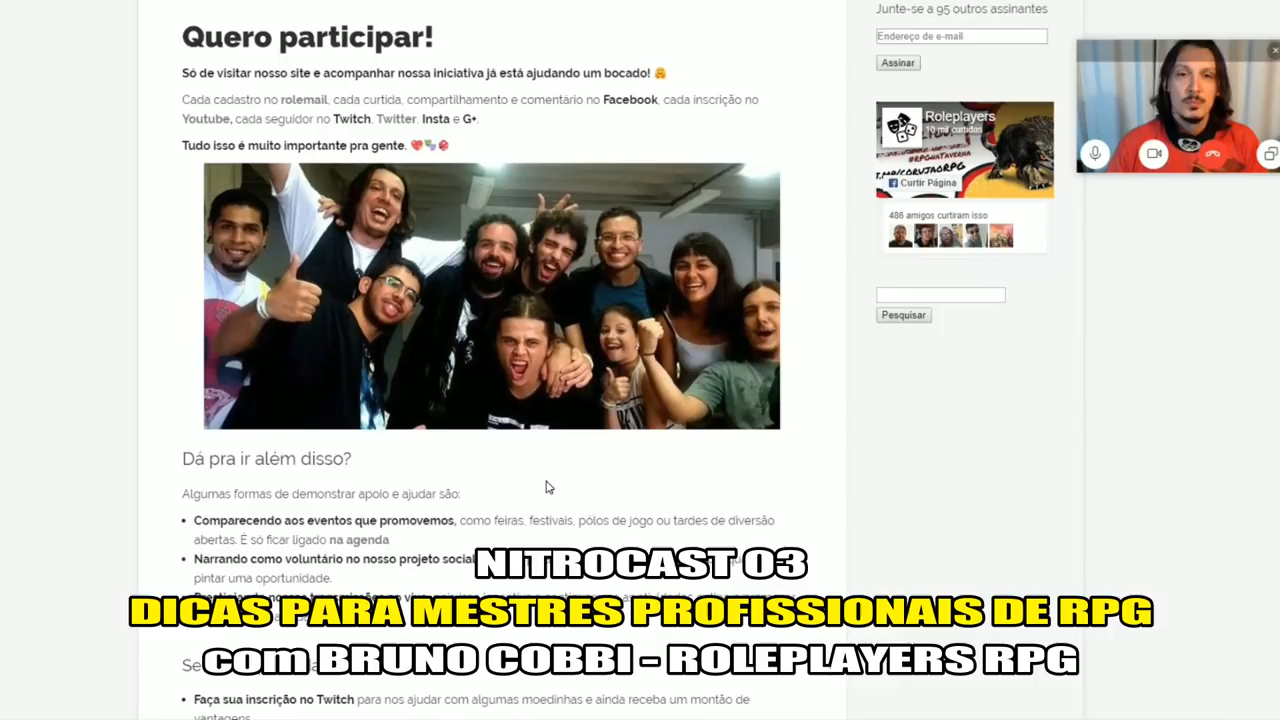 Quero participar!
Só de visitar nosso site e acompanhar nossa iniciativa já está ajudando um bocado! 🤗
Cada cadastro no rolemail, cada curtida, compartilhamento e comentário no Facebook, cada inscrição no
Youtube, cada seguidor no Twitch, Twitter, Insta e G+.
Tudo isso é muito importante pra gente.
Dá pra ir além disso?
Algumas formas de demonstrar apoio e ajudar são:
• Comparecendo aos eventos que promovemos, como feiras, festivais, pólos de jogo ou tardes de diversão
abertas. É só ficar ligado na agenda
• Narrando como voluntário no nosso projeto social
pintar uma oportunidade.
• Faça sua inscrição no Twitch para nos ajudar com algumas moedinhas e ainda receba um montão de
vantagens
Junte-se a 95 outros assinantes
Endereço de e-mail
Assinar
Roleplayers
10 mil curtidas
#RPGnaTaverna
Curtir Página
486 amigos curtiram isso
Pesquisar
NITROCAST 03
DICAS PARA MESTRES PROFISSIONAIS DE RPG
com BRUNO COBBI - ROLEPLAYERS RPG